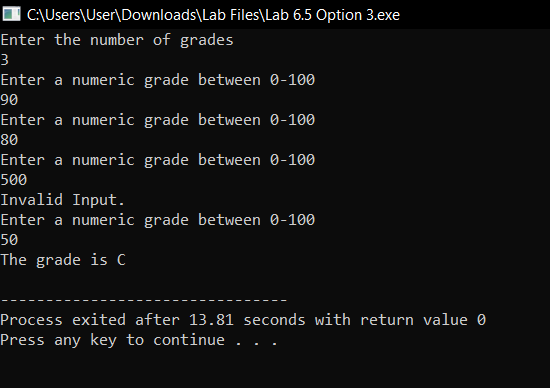 C:\Users\User\Downloads\Lab Files\Lab 6.5 Option 3.exe
Enter the number of grades
3
Enter a numeric grade between 0-100
90
Enter a numeric grade between 0-100
80
Enter a numeric grade between 0-100
500
Invalid Input.
Enter a numeric grade between 0-100
50
The grade is C
--------------------------------
Process exited after 13.81 seconds with return value 0
Press any key to continue . . .